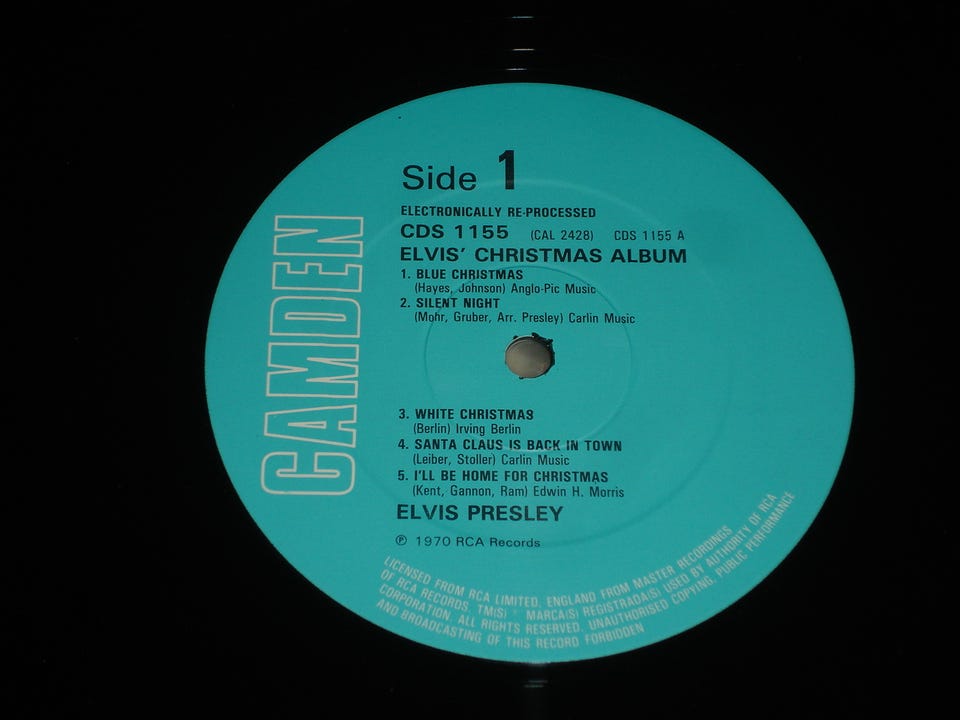 CAMDEN
Side 1
ELECTRONICALLY RE-PROCESSED
CDS 1155 (CAL 2428) CDS 1155 A
ELVIS' CHRISTMAS ALBUM
1. BLUE CHRISTMAS
(Hayes, Johnson) Anglo-Pic Music
2. SILENT NIGHT
(Mohr, Gruber, Arr. Presley) Carlin Music
3. WHITE CHRISTMAS
(Berlin) Irving Berlin
4. SANTA CLAUS IS BACK IN TOWN
(Leiber, Stoller) Carlin Music
5. I'LL BE HOME FOR CHRISTMAS
(Kent, Gannon, Ram) Edwin H. Morris
ELVIS PRESLEY
℗ 1970 RCA Records
LICENSED FROM RCA LIMITED, ENGLAND FROM MASTER RECORDINGS
OF RCA RECORDS. TM(S) ® MARCA(S) REGISTRADA(S) USED BY AUTHORITY OF RCA
CORPORATION. ALL RIGHTS RESERVED. UNAUTHORISED COPYING, PUBLIC PERFORMANCE
AND BROADCASTING OF THIS RECORD FORBIDDEN